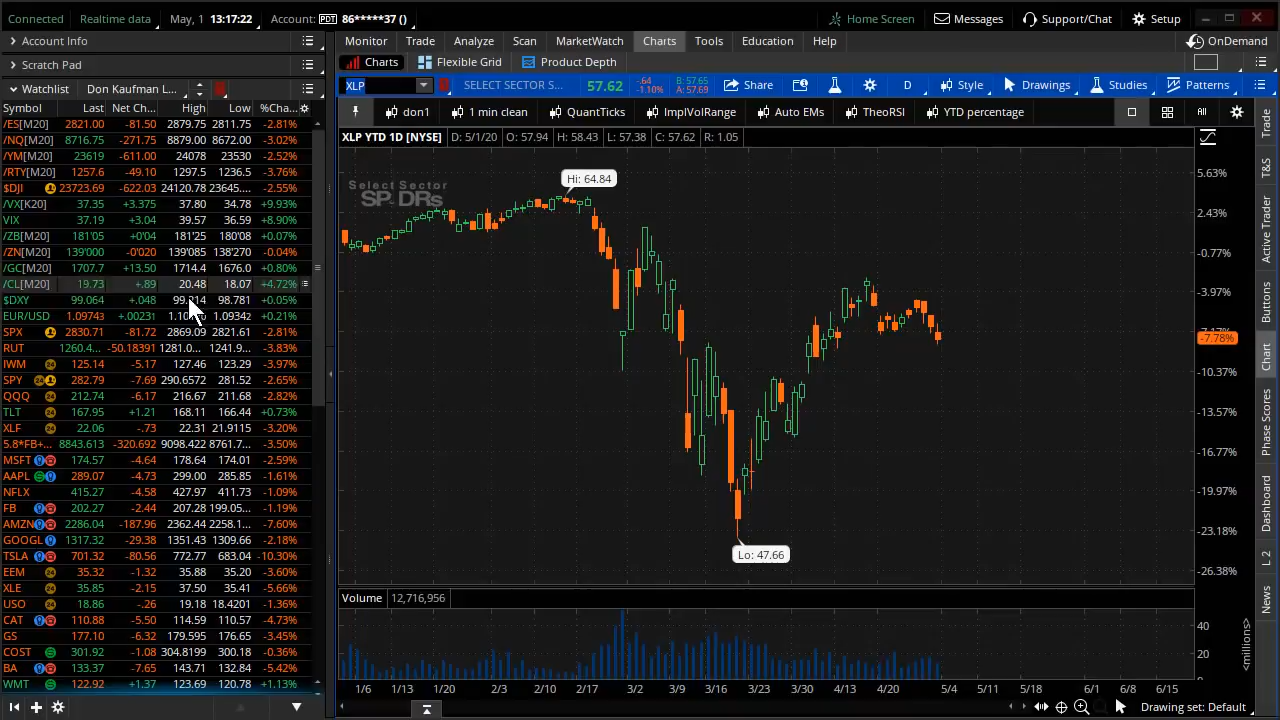 Connected Realtime data May, 1 13:17:22 Account: PDT 86*****37 () Home Screen Messages Support/Chat Setup
Account Info
Scratch Pad
Watchlist Don Kaufman L...
Monitor Trade Analyze Scan MarketWatch Charts Tools Education Help OnDemand
Charts Flexible Grid Product Depth
XLP SELECT SECTOR S... 57.62 -.64 -1.10% B: 57.65 A: 57.69 Share D Style Drawings Studies Patterns
don1 1 min clean QuantTicks ImplVolRange Auto EMs TheoRSI YTD percentage
XLP YTD 1D [NYSE] D: 5/1/20 O: 57.94 H: 58.43 L: 57.38 C: 57.62 R: 1.05
Symbol Last Net Ch... High Low %Cha...
/ES[M20] 2821.00 -81.50 2879.75 2811.75 -2.81%
/NQ[M20] 8716.75 -271.75 8879.00 8672.00 -3.02%
/YM[M20] 23619 -611.00 24078 23530 -2.52%
/RTY[M20] 1257.6 -49.10 1297.5 1236.5 -3.76%
$DJI 23723.69 -622.03 24120.78 23645.... -2.55%
/VX[K20] 37.35 +3.375 37.80 34.78 +9.93%
VIX 37.19 +3.04 39.57 36.59 +8.90%
/ZB[M20] 181'05 +0'04 181'25 180'08 +0.07%
/ZN[M20] 139'000 -0'020 139'085 138'270 -0.04%
/GC[M20] 1707.7 +13.50 1714.4 1676.0 +0.80%
/CL[M20] 19.73 +.89 20.48 18.07 +4.72%
$DXY 99.064 +.048 98.781 +0.05%
EUR/USD 1.09743 +.00231 1.09342 +0.21%
SPX 2830.71 -81.72 2869.09 2821.61 -2.81%
RUT 1260.4... -50.18391 1281.0... 1241.9... -3.83%
IWM 125.14 -5.17 127.46 123.29 -3.97%
SPY 282.79 -7.69 290.6572 281.52 -2.65%
QQQ 212.74 -6.17 216.67 211.68 -2.82%
TLT 167.95 +1.21 168.11 166.44 +0.73%
XLF 22.06 -.73 22.31 21.9115 -3.20%
5.8*FB+... 8843.613 -320.692 9098.422 8761.7... -3.50%
MSFT 174.57 -4.64 178.64 174.01 -2.59%
AAPL 289.07 -4.73 299.00 285.85 -1.61%
NFLX 415.27 -4.58 427.97 411.73 -1.09%
FB 202.27 -2.44 207.28 199.05... -1.19%
AMZN 2286.04 -187.96 2362.44 2258.1... -7.60%
GOOGL 1317.32 -29.38 1351.43 1309.66 -2.18%
TSLA 701.32 -80.56 772.77 683.04 -10.30%
EEM 35.32 -1.32 35.88 35.20 -3.60%
XLE 35.85 -2.15 37.50 35.41 -5.66%
USO 18.86 -.26 19.18 18.4201 -1.36%
CAT 110.88 -5.50 114.59 110.57 -4.73%
GS 177.10 -6.32 179.595 176.65 -3.45%
COST 301.92 -1.08 304.8199 300.18 -0.36%
BA 133.37 -7.65 143.71 132.84 -5.42%
WMT 122.92 +1.37 123.69 120.78 +1.13%
Select Sector
SPDRs
Hi: 64.84
Lo: 47.66
5.63%
2.43%
-0.77%
-3.97%
-7.78%
-10.37%
-13.57%
-16.77%
-19.97%
-23.18%
-26.38%
Volume 12,716,956
40
20
0
<millions>
1/6 1/13 1/20 2/3 2/10 2/17 3/2 3/9 3/16 3/23 3/30 4/13 4/20 5/4 5/11 5/18 6/1 6/8 6/15
Drawing set: Default
Trade
T&S
Active Trader
Buttons
Chart
Phase Scores
Dashboard
L 2
News